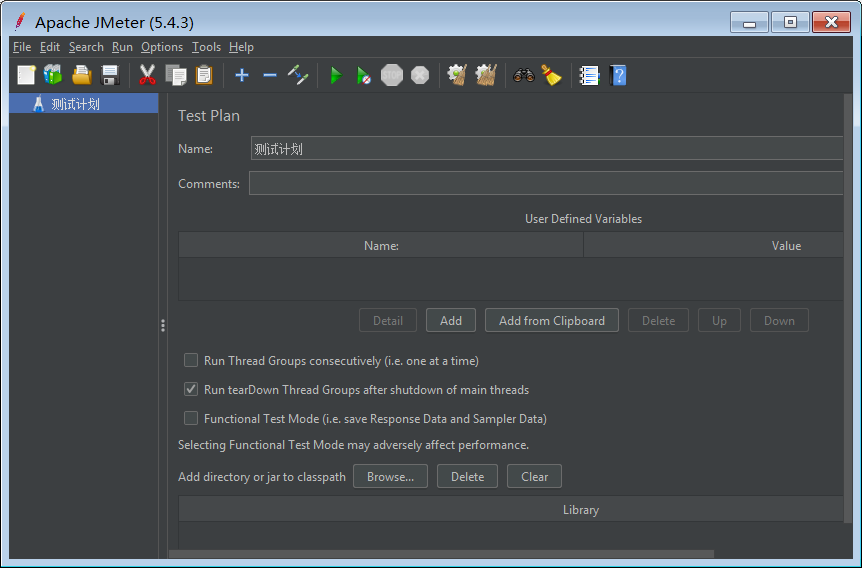 Apache JMeter (5.4.3)
File Edit Search Run Options Tools Help
测试计划
Test Plan
Name: 测试计划
Comments:
User Defined Variables
Name: Value
Detail Add Add from Clipboard Delete Up Down
Run Thread Groups consecutively (i.e. one at a time)
Run tearDown Thread Groups after shutdown of main threads
Functional Test Mode (i.e. save Response Data and Sampler Data)
Selecting Functional Test Mode may adversely affect performance.
Add directory or jar to classpath Browse... Delete Clear
Library